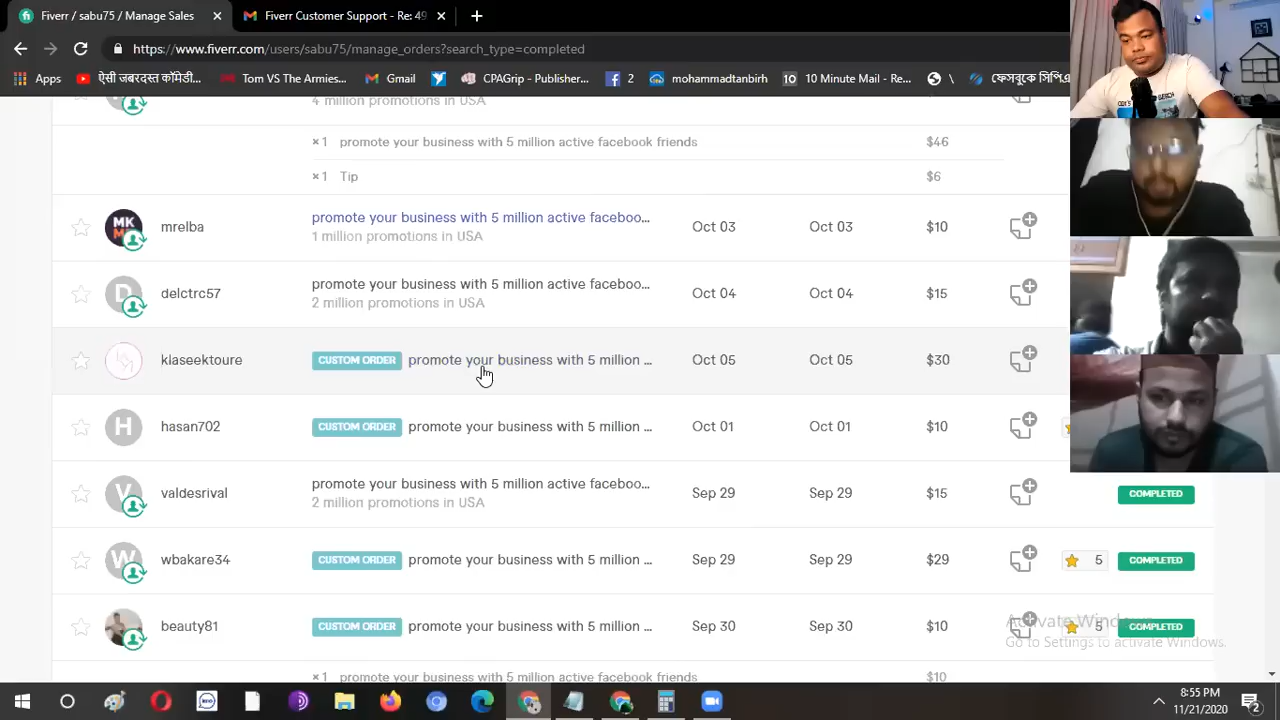 Fiverr / sabu75 / Manage Sales
Fiverr Customer Support - Re: 49
https://www.fiverr.com/users/sabu75/manage_orders?search_type=completed
Apps
ऐसी जबरदस्त कॉमेडी...
Tom VS The Armies...
Gmail
CPAGrip - Publisher...
2
mohammadtanbirh
10 10 Minute Mail - Re...
4 million promotions in USA
× 1 promote your business with 5 million active facebook friends $46
× 1 Tip $6
MK
mrelba promote your business with 5 million active faceboo... Oct 03 Oct 03 $10
1 million promotions in USA
D delctrc57 promote your business with 5 million active faceboo... Oct 04 Oct 04 $15
2 million promotions in USA
kiaseektoure CUSTOM ORDER promote your business with 5 million ... Oct 05 Oct 05 $30
H hasan702 CUSTOM ORDER promote your business with 5 million ... Oct 01 Oct 01 $10
V valdesrival promote your business with 5 million active faceboo... Sep 29 Sep 29 $15 COMPLETED
2 million promotions in USA
W wbakare34 CUSTOM ORDER promote your business with 5 million ... Sep 29 Sep 29 $29 5 COMPLETED
beauty81 CUSTOM ORDER promote your business with 5 million ... Sep 30 Sep 30 $10 5 COMPLETED
Activate Windows
Go to Settings to activate Windows.
× 1 promote your business with 5 million active facebook friends $10
8:55 PM
11/21/2020
2